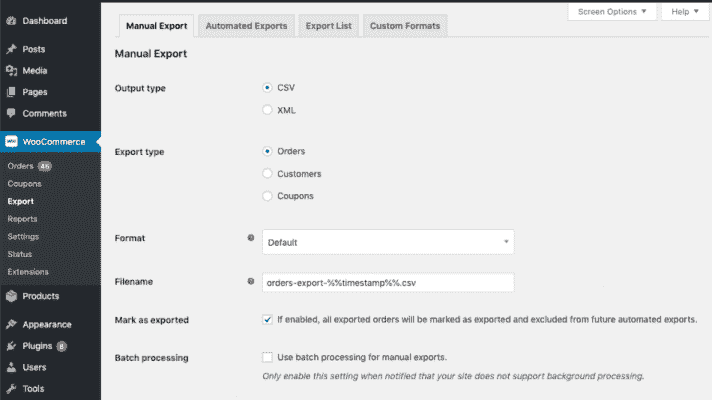 Dashboard
Posts
Media
Pages
Comments
WooCommerce
Orders 46
Coupons
Export
Reports
Settings
Status
Extensions
Products
Appearance
Plugins 8
Users
Tools
Screen Options ▼
Help ▼
Manual Export
Automated Exports
Export List
Custom Formats
Manual Export
Output type
CSV
XML
Export type
Orders
Customers
Coupons
Format
Default
Filename
orders-export-%%timestamp%%.csv
Mark as exported
If enabled, all exported orders will be marked as exported and excluded from future automated exports.
Batch processing
Use batch processing for manual exports.
Only enable this setting when notified that your site does not support background processing.